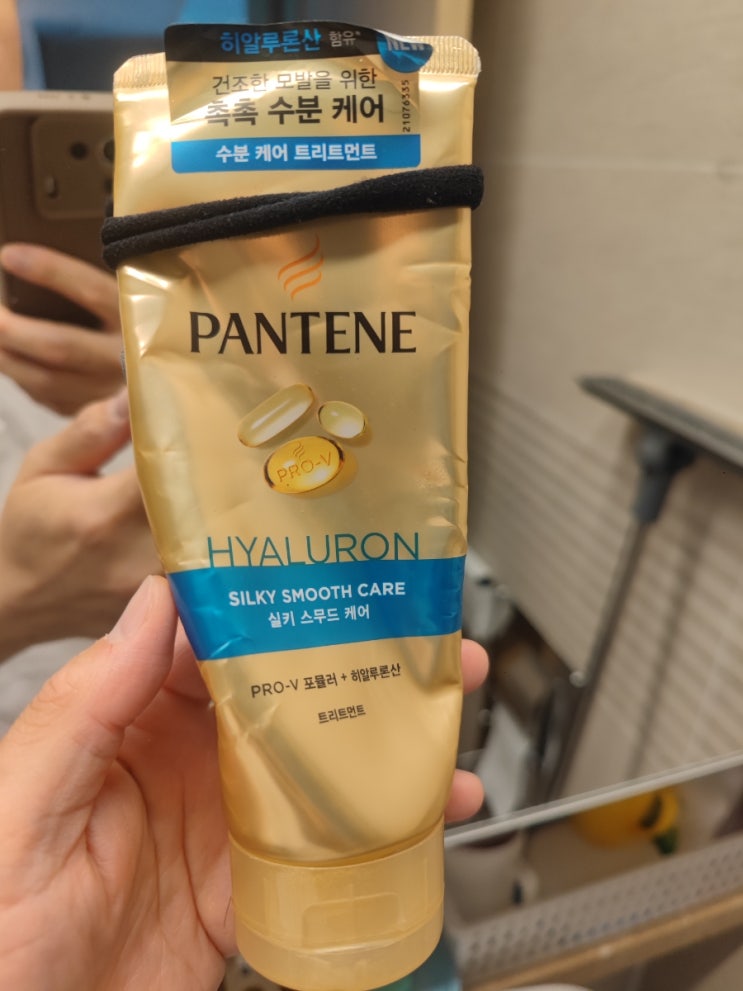 히알루론산 함유*
NEW
건조한 모발을 위한
촉촉 수분 케어
21076335
수분 케어 트리트먼트
PANTENE
PRO-V
HYALURON
SILKY SMOOTH CARE
실키 스무드 케어
PRO-V 포뮬러 + 히알루론산
트리트먼트